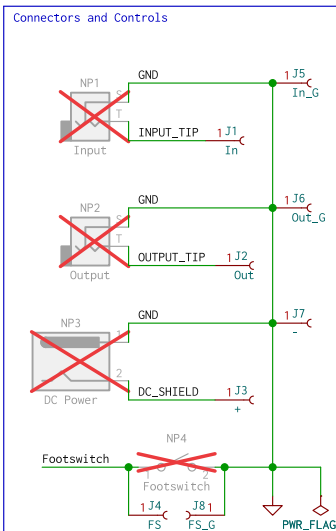 Connectors and Controls
GND
1 J5
In_G
NP1
S
T
INPUT_TIP
1 J1
In
Input
GND
1 J6
Out_G
NP2
S
T
OUTPUT_TIP
1 J2
Out
Output
GND
1 J7
-
NP3
1
2
DC_SHIELD
1 J3
+
DC Power
NP4
Footswitch
1
2
Footswitch
1 J4
FS
J8 1
FS_G
PWR_FLAG